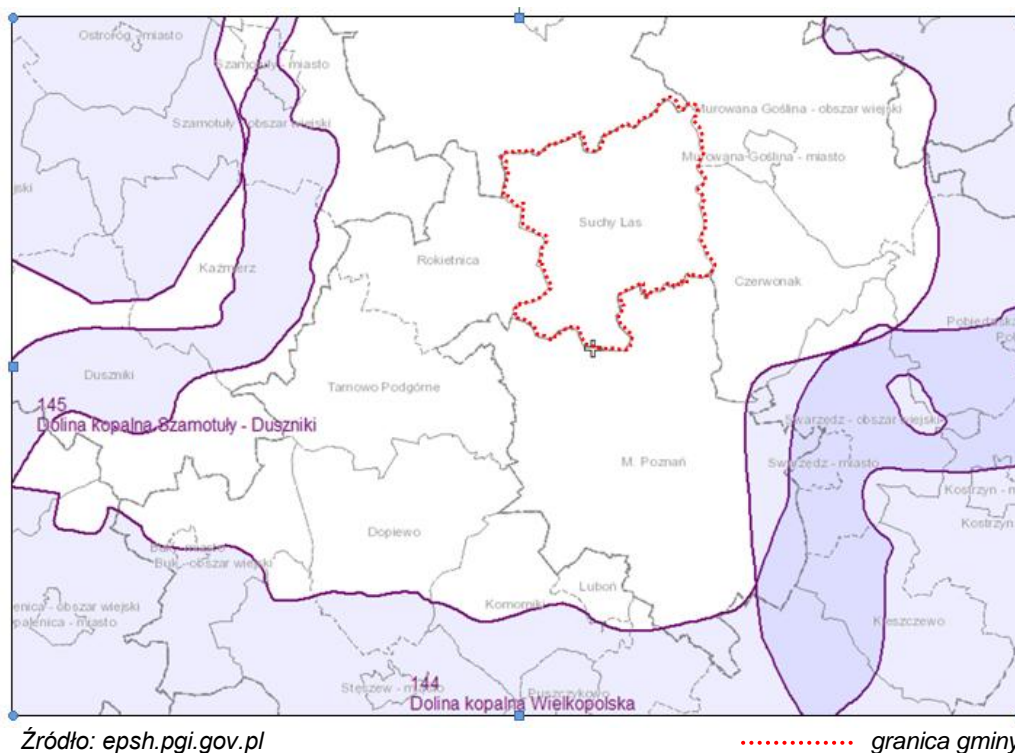 Ostroróg - miasto
Szamotuły - miasto
Murowana Goślina - obszar wiejski
Szamotuły - obszar wiejski
Murowana Goślina - miasto
Suchy Las
Rokietnica
Kaźmierz
Czerwonak
Duszniki
Tarnowo Podgórne
145
Dolina kopalna Szamotuły - Duszniki
Swarzędz - obszar wiejski
Swarzędz - miasto
M. Poznań
Dopiewo
Buk - miasto
Buk - obszar wiejski
Luboń
Komorniki
Kleszczewo
144
Stęszew - miasto
Puszczykowo
Dolina kopalna Wielkopolska
Źródło: epsh.pgi.gov.pl
granica gminy